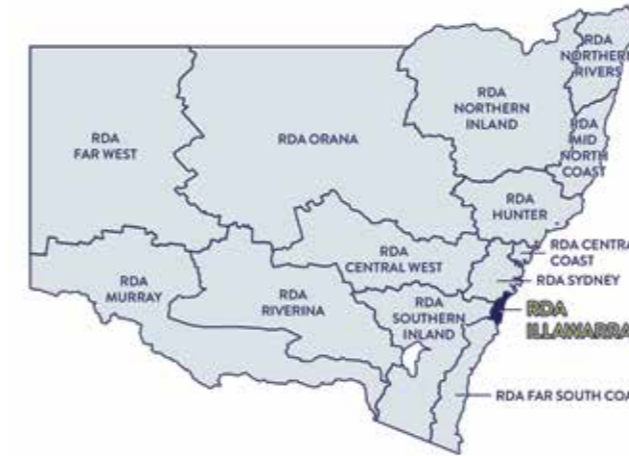 RDA
NORTHERN
RIVERS
RDA
NORTHERN
INLAND
RDA
FAR WEST
RDA ORANA
RDA
MID
NORTH
COAST
RDA
HUNTER
RDA CENTRA
COAST
RDA
CENTRAL WEST
RDA SYDNEY
RDA
MURRAY
RDA
RIVERINA
RDA
SOUTHERN
INLAND
RDA
ILLAWARRA
RDA FAR SOUTH COA